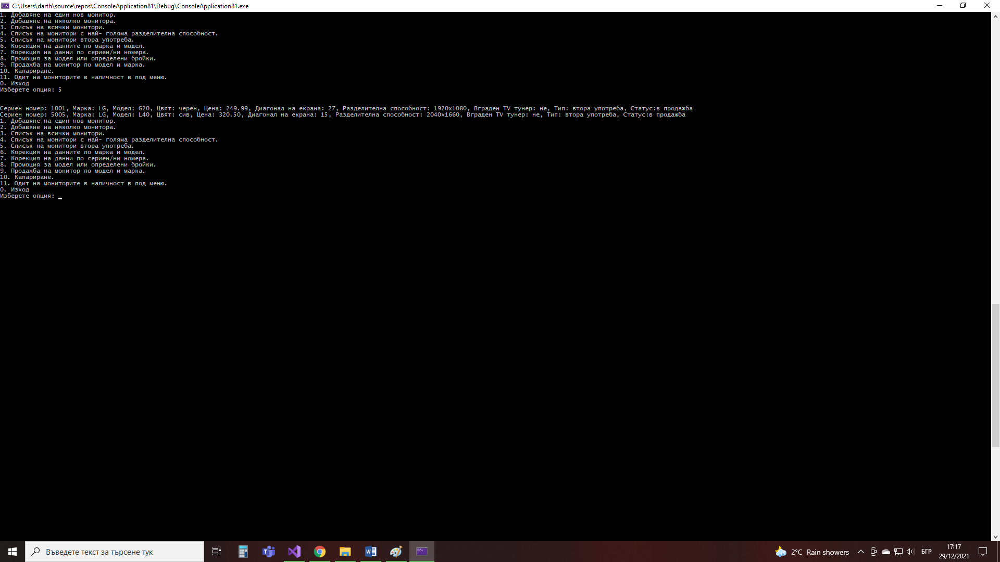 C:\Users\darth\source\repos\ConsoleApplication81\Debug\ConsoleApplication81.exe
1. Добавяне на един нов монитор.
2. Добавяне на няколко монитора.
3. Списък на всички монитори.
4. Списък на монитори с най- голяма разделителна способност.
5. Списък на монитори втора употреба.
6. Корекция на данните по марка и модел.
7. Корекция на данни по сериен/ни номера.
8. Промоция за модел или определени бройки.
9. Продажба на монитор по модел и марка.
10. Капариране.
11. Одит на мониторите в наличност в под меню.
0. Изход
Изберете опция: 5
Сериен номер: 1001, Марка: LG, Модел: G20, Цвят: черен, Цена: 249.99, Диагонал на екрана: 27, Разделителна способност: 1920x1080, Вграден TV тунер: не, Тип: втора употреба, Статус:в продажба
Сериен номер: 5005, Марка: LG, Модел: L40, Цвят: сив, Цена: 320.50, Диагонал на екрана: 15, Разделителна способност: 2040x1660, Вграден TV тунер: не, Тип: втора употреба, Статус:в продажба
1. Добавяне на един нов монитор.
2. Добавяне на няколко монитора.
3. Списък на всички монитори.
4. Списък на монитори с най- голяма разделителна способност.
5. Списък на монитори втора употреба.
6. Корекция на данните по марка и модел.
7. Корекция на данни по сериен/ни номера.
8. Промоция за модел или определени бройки.
9. Продажба на монитор по модел и марка.
10. Капариране.
11. Одит на мониторите в наличност в под меню.
0. Изход
Изберете опция:
Въведете текст за търсене тук
2°C Rain showers
БГР
17:17
29/12/2021